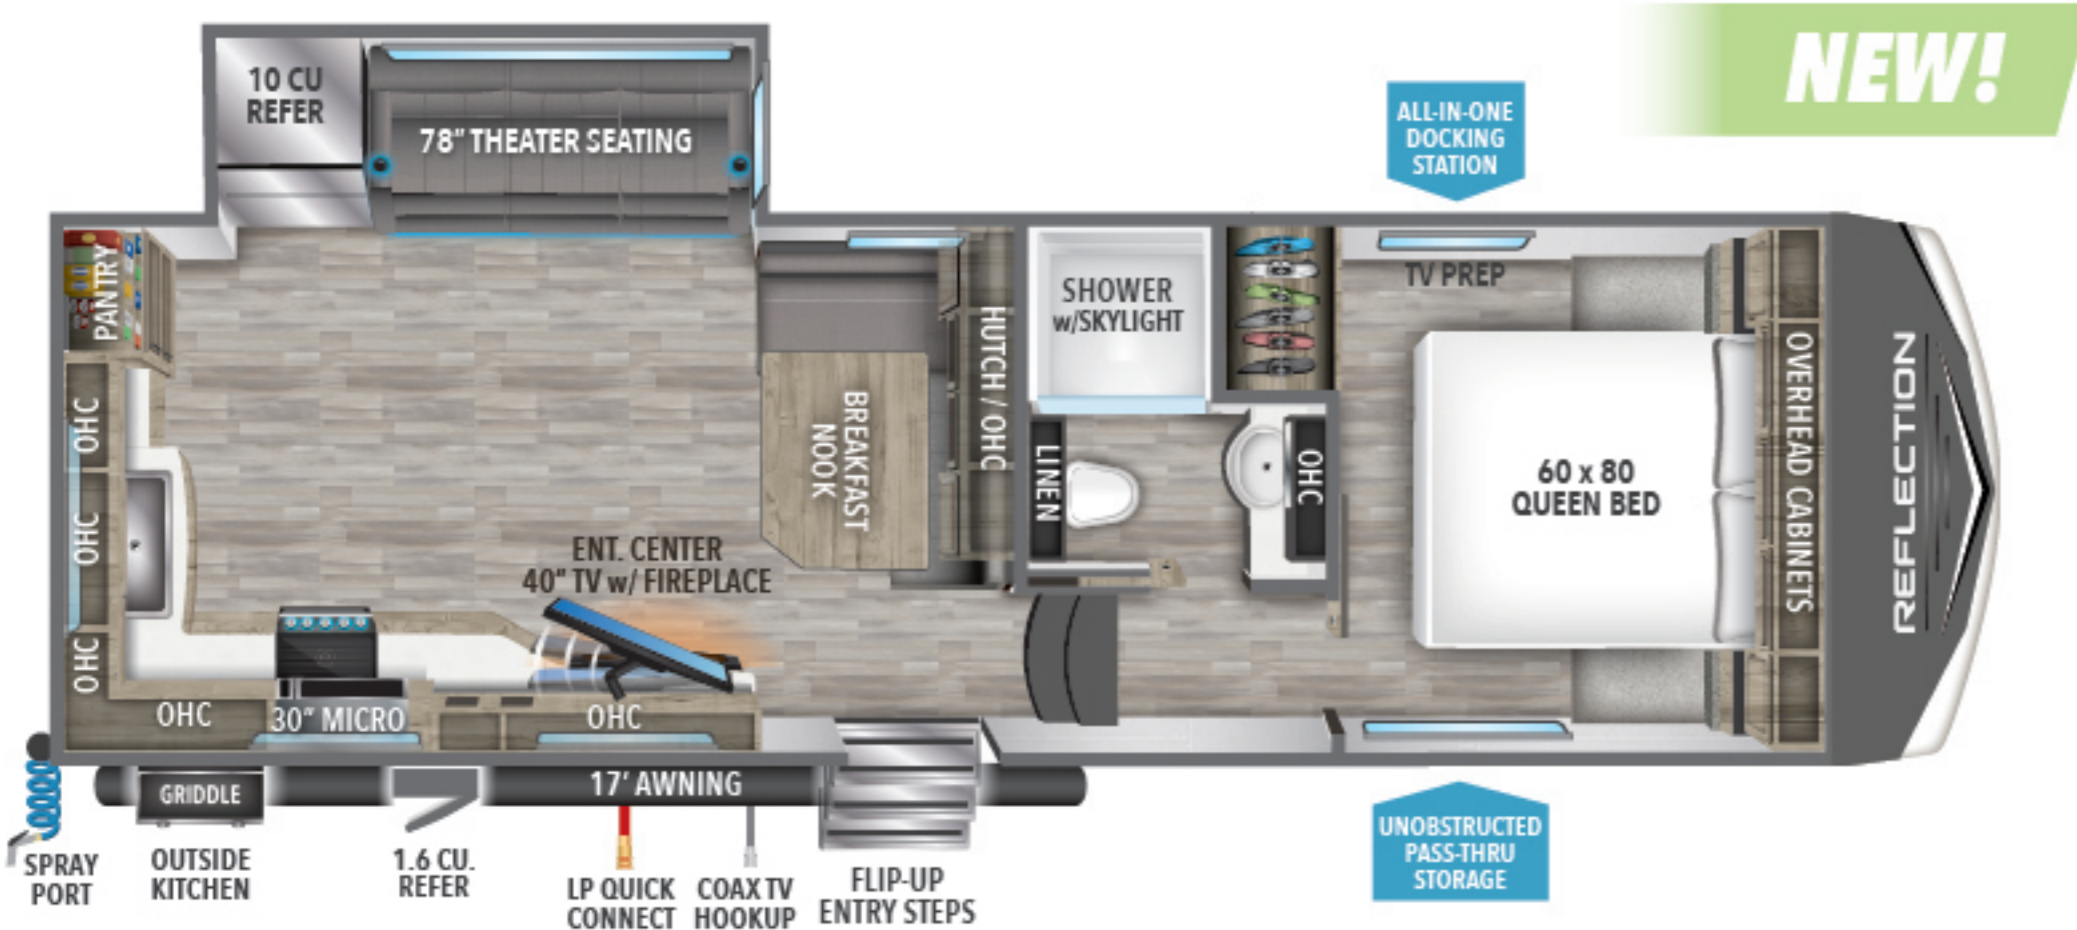 NEW!
10 CU
REFER
78" THEATER SEATING
ALL-IN-ONE
DOCKING
STATION
PANTRY
SHOWER
w/SKYLIGHT
TV PREP
HUTCH / OHC
BREAKFAST
NOOK
OHC
OHC
OHC
LINEN
OHC
60 x 80
QUEEN BED
OVERHEAD CABINETS
REFLECTION
ENT. CENTER
40" TV w/ FIREPLACE
OHC
30" MICRO
OHC
GRIDDLE
17' AWNING
SPRAY
PORT
OUTSIDE
KITCHEN
1.6 CU.
REFER
LP QUICK
CONNECT
COAX TV
HOOKUP
FLIP-UP
ENTRY STEPS
UNOBSTRUCTED
PASS-THRU
STORAGE